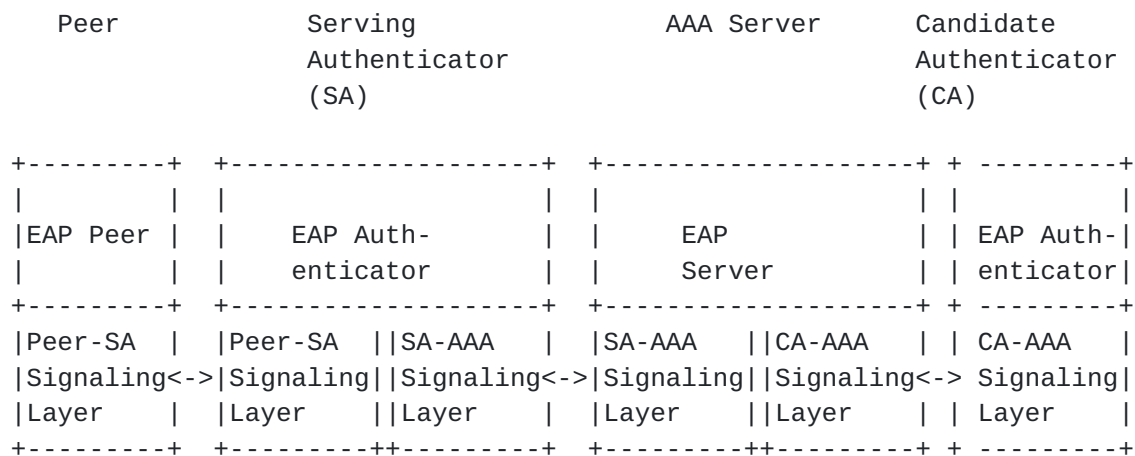 Peer Serving AAA Server Candidate
Authenticator Authenticator
(SA) (CA)
+---------+ +--------------------+ +--------------------+ + ---------+
| | | | | | | |
|EAP Peer | | EAP Auth- | | EAP | | EAP Auth-|
| | | enticator | | Server | | enticator|
+---------+ +--------------------+ +--------------------+ + ---------+
|Peer-SA | |Peer-SA ||SA-AAA | |SA-AAA ||CA-AAA | | CA-AAA |
|Signaling<->|Signaling||Signaling<->|Signaling||Signaling<-> Signaling|
|Layer | |Layer ||Layer | |Layer ||Layer | | Layer |
+---------+ +---------++---------+ +---------++---------+ + ---------+